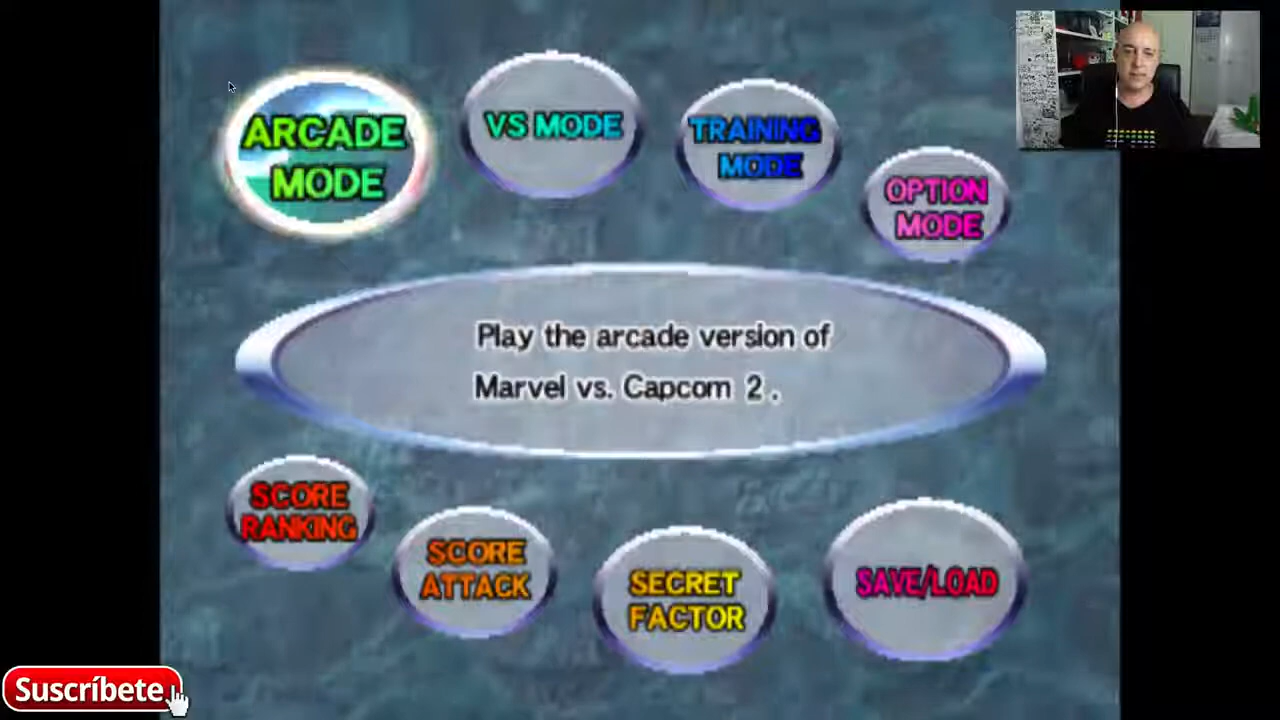 ARCADE
MODE
VS MODE
TRAINING
MODE
OPTION
MODE
Play the arcade version of
Marvel vs. Capcom 2.
SCORE
RANKING
SCORE
ATTACK
SECRET
FACTOR
SAVE/LOAD
Suscríbete